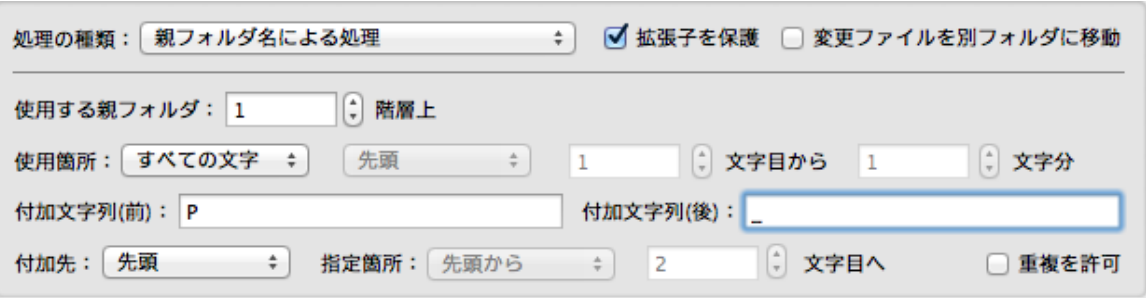 処理の種類： 親フォルダ名による処理 拡張子を保護 変更ファイルを別フォルダに移動
使用する親フォルダ： 1 階層上
使用箇所： すべての文字 先頭 1 文字目から 1 文字分
付加文字列(前)： P 付加文字列(後)： _
付加先： 先頭 指定箇所： 先頭から 2 文字目へ 重複を許可